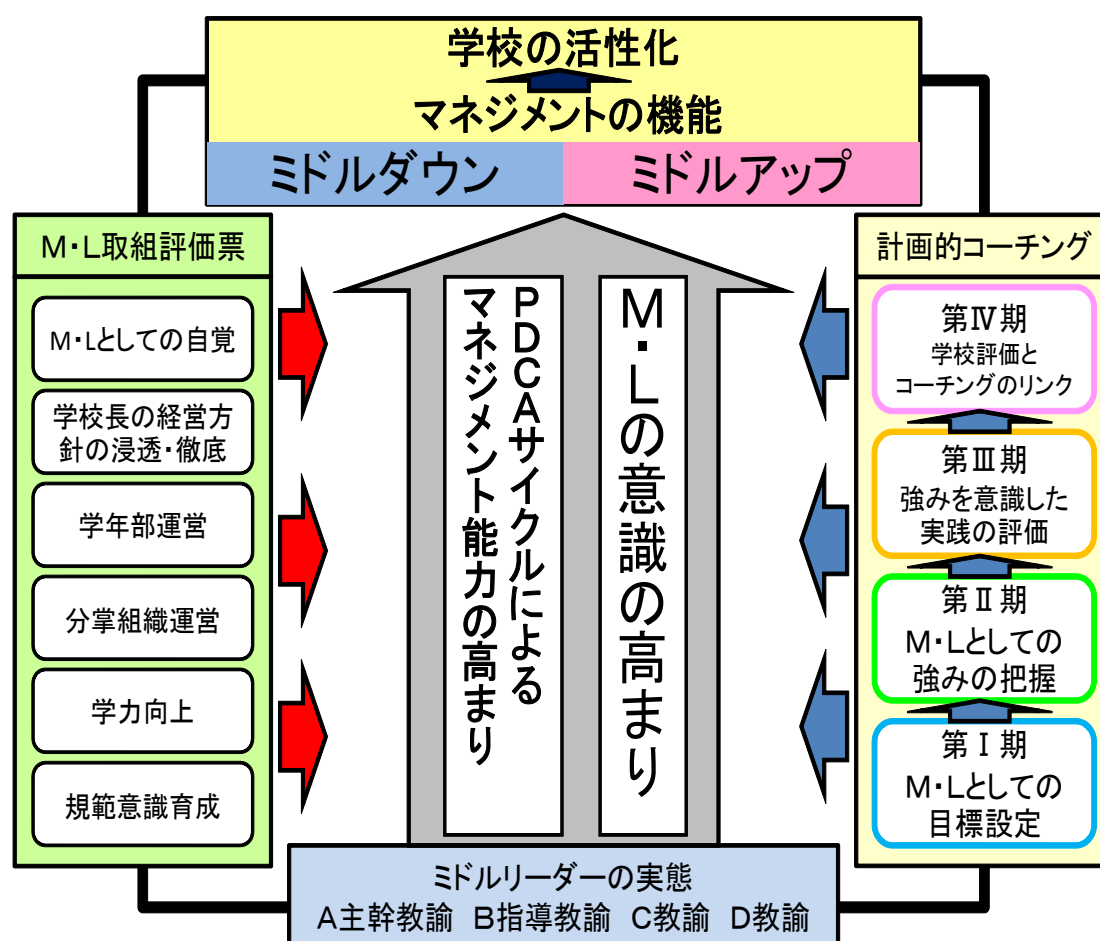 学校の活性化
マネジメントの機能
ミドルダウン
ミドルアップ
M・L取組評価票
M・Lとしての自覚
学校長の経営方
針の浸透・徹底
学年部運営
分掌組織運営
学力向上
規範意識育成
PDCAサイクルによる
マネジメント能力の高まり
M・Lの意識の高まり
計画的コーチング
第Ⅳ期
学校評価と
コーチングのリンク
第Ⅲ期
強みを意識した
実践の評価
第Ⅱ期
M・Lとしての
強みの把握
第Ⅰ期
M・Lとしての
目標設定
ミドルリーダーの実態
A主幹教諭 B指導教諭 C教諭 D教諭